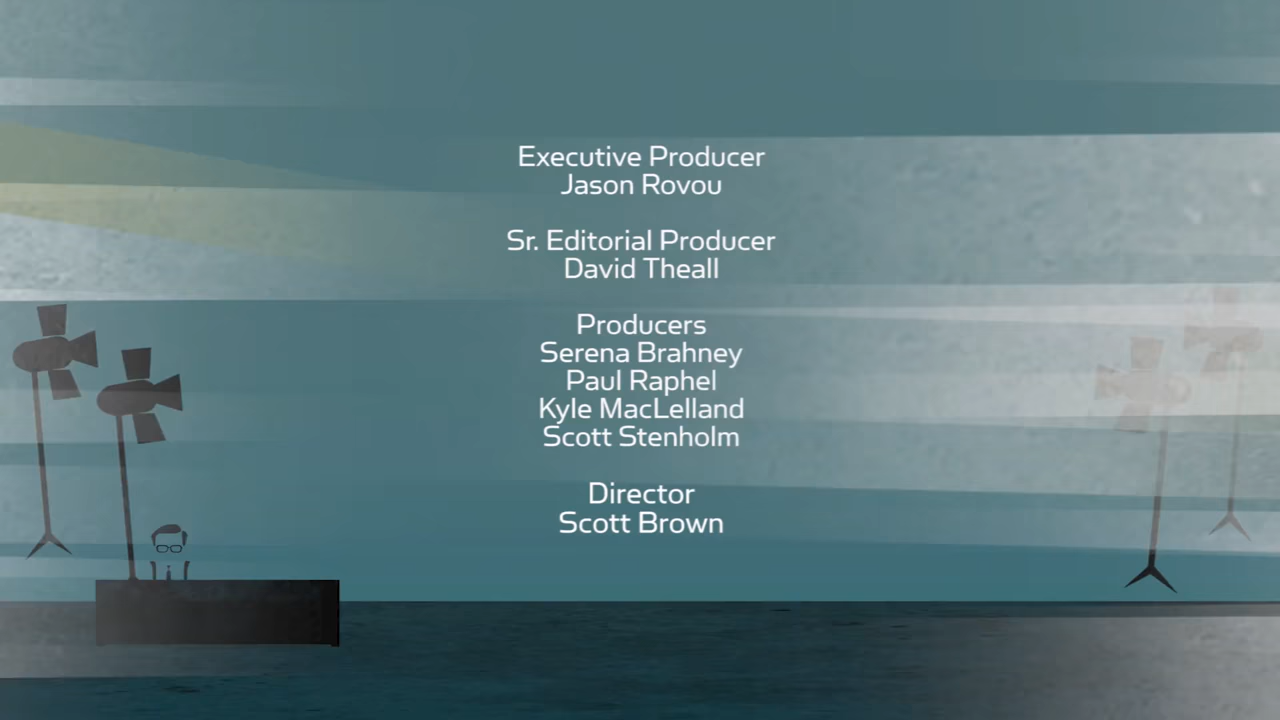 Executive Producer
Jason Rovou
Sr. Editorial Producer
David Theall
Producers
Serena Brahney
Paul Raphel
Kyle MacLelland
Scott Stenholm
Director
Scott Brown